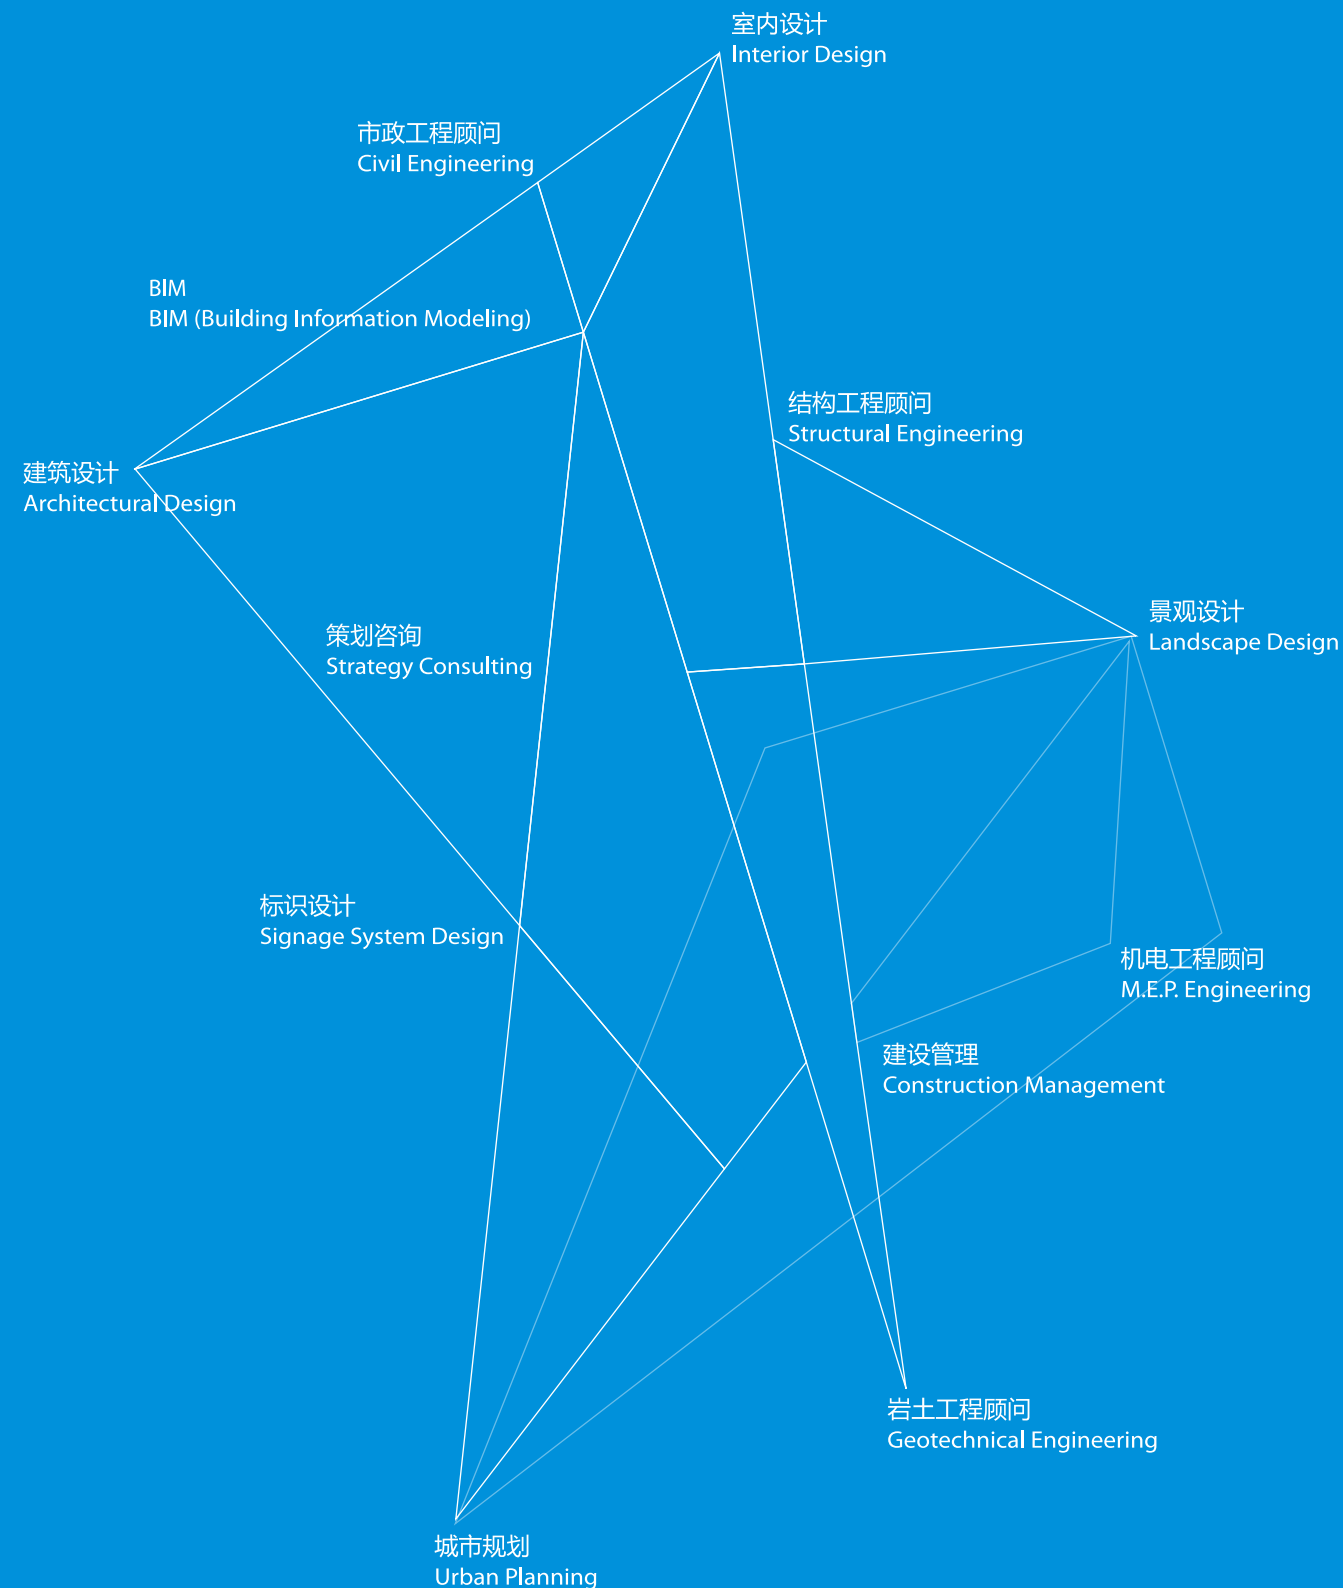 室内设计
Interior Design
市政工程顾问
Civil Engineering
BIM
BIM (Building Information Modeling)
结构工程顾问
Structural Engineering
建筑设计
Architectural Design
景观设计
Landscape Design
策划咨询
Strategy Consulting
标识设计
Signage System Design
机电工程顾问
M.E.P. Engineering
建设管理
Construction Management
岩土工程顾问
Geotechnical Engineering
城市规划
Urban Planning